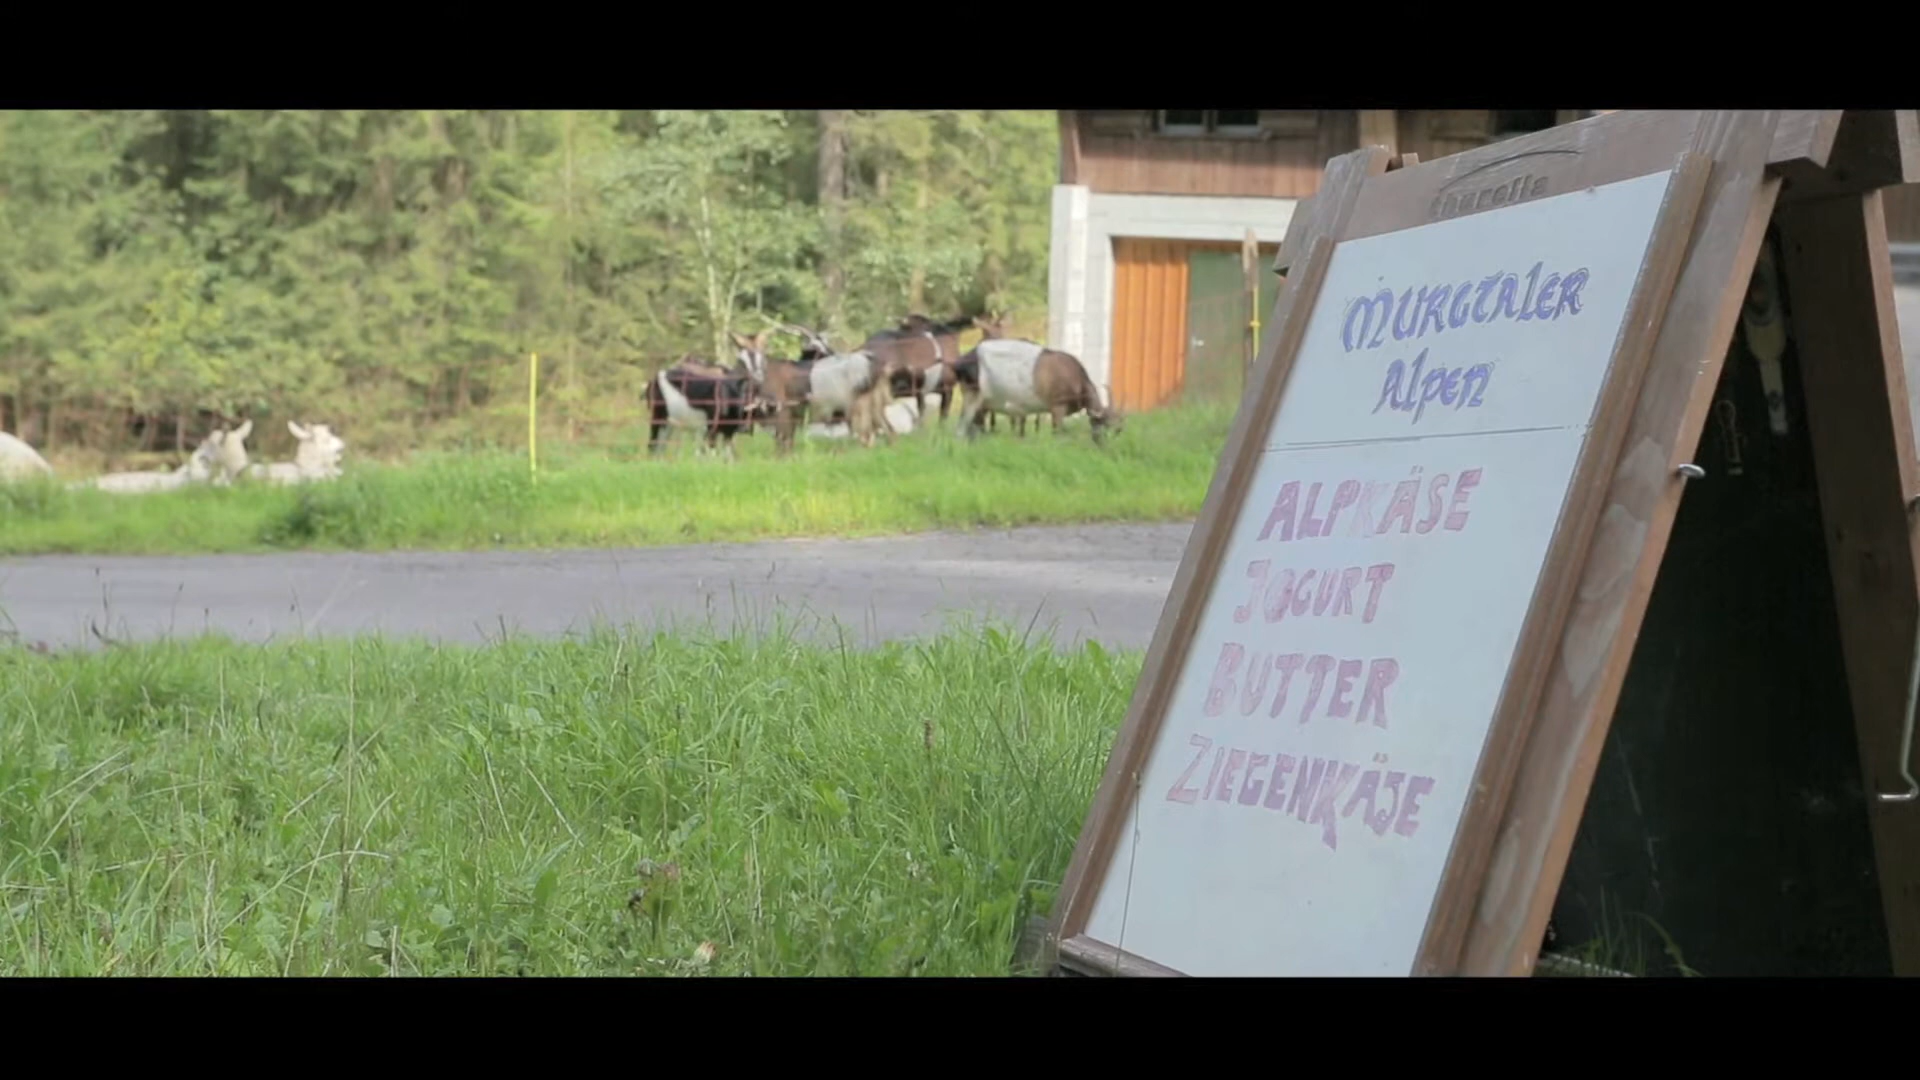 MURGTALER
Alpen
ALPKÄSE
JOGURT
BUTTER
ZIEGENKÄSE